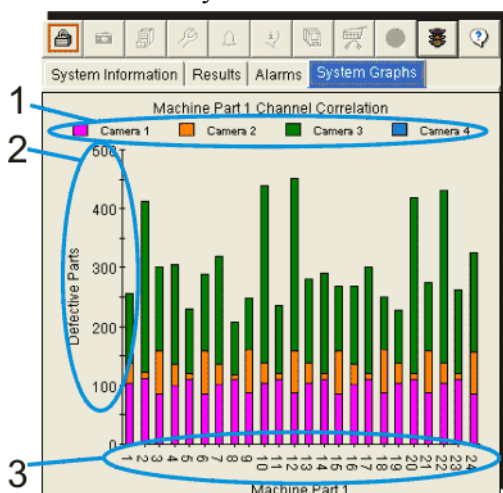 System Information Results Alarms System Graphs
1
Machine Part 1 Channel Correlation
Camera 1 Camera 2 Camera 3 Camera 4
2
500
400
300
200
100
0
Defective Parts
1 2 3 4 5 6 7 8 9 10 11 12 13 14 15 16 17 18 19 20 21 22 23 24
3
Machine Part 1